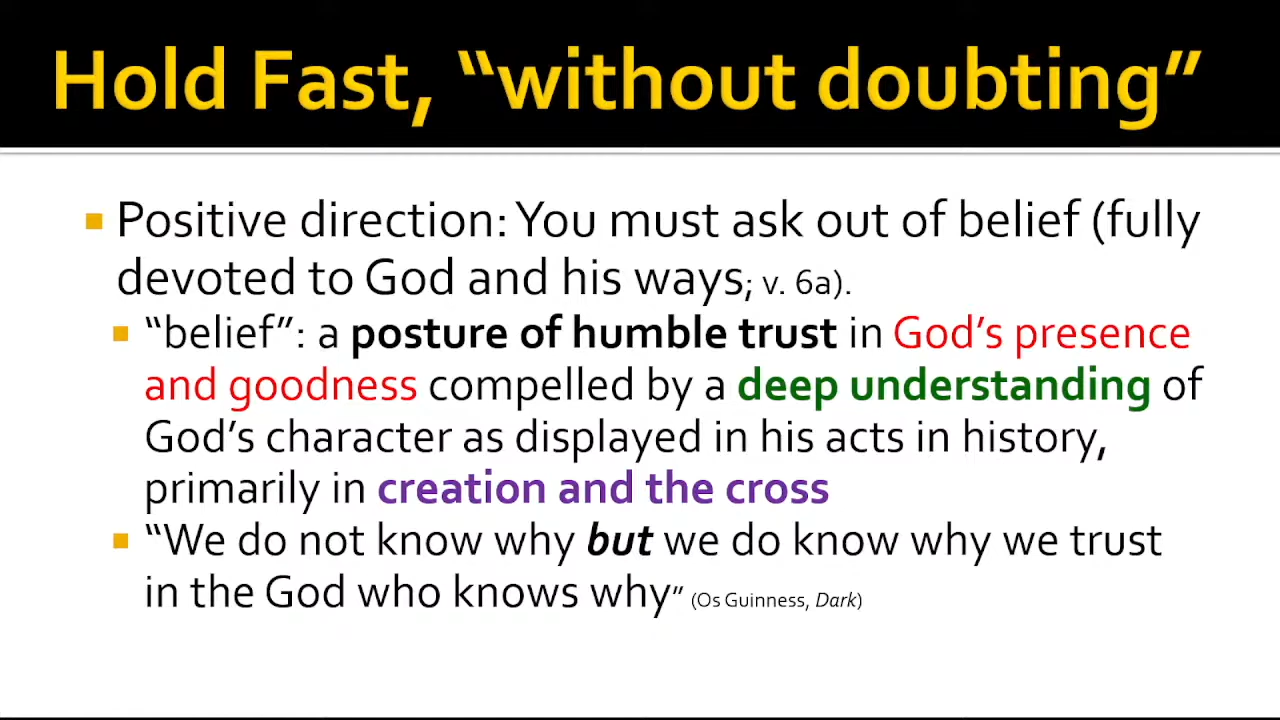 Hold Fast, “without doubting”
Positive direction: You must ask out of belief (fully
devoted to God and his ways; v. 6a).
“belief”: a posture of humble trust in God’s presence
and goodness compelled by a deep understanding of
God’s character as displayed in his acts in history,
primarily in creation and the cross
“We do not know why but we do know why we trust
in the God who knows why” (Os Guinness, Dark)